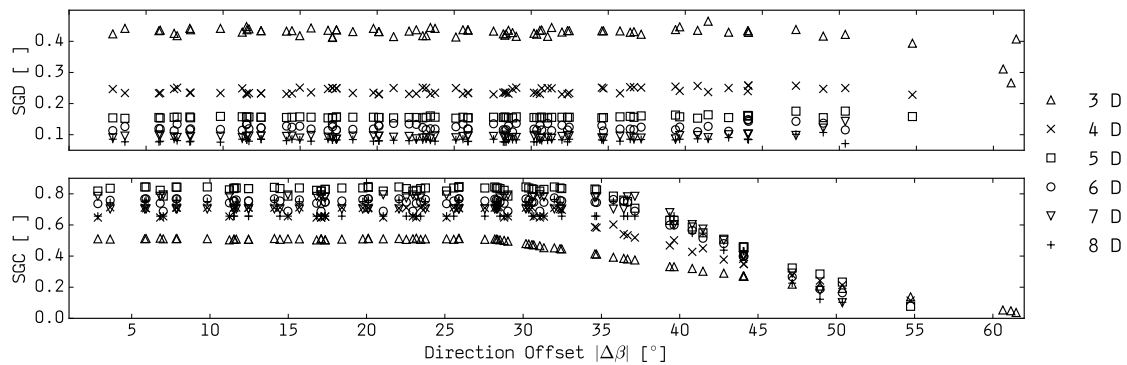 SGD [ ]
0.4
0.3
0.2
0.1
SGC [ ]
0.8
0.6
0.4
0.2
0.0
5 10 15 20 25 30 35 40 45 50 55 60
Direction Offset |Δβ| [°]
3 D
4 D
5 D
6 D
7 D
8 D